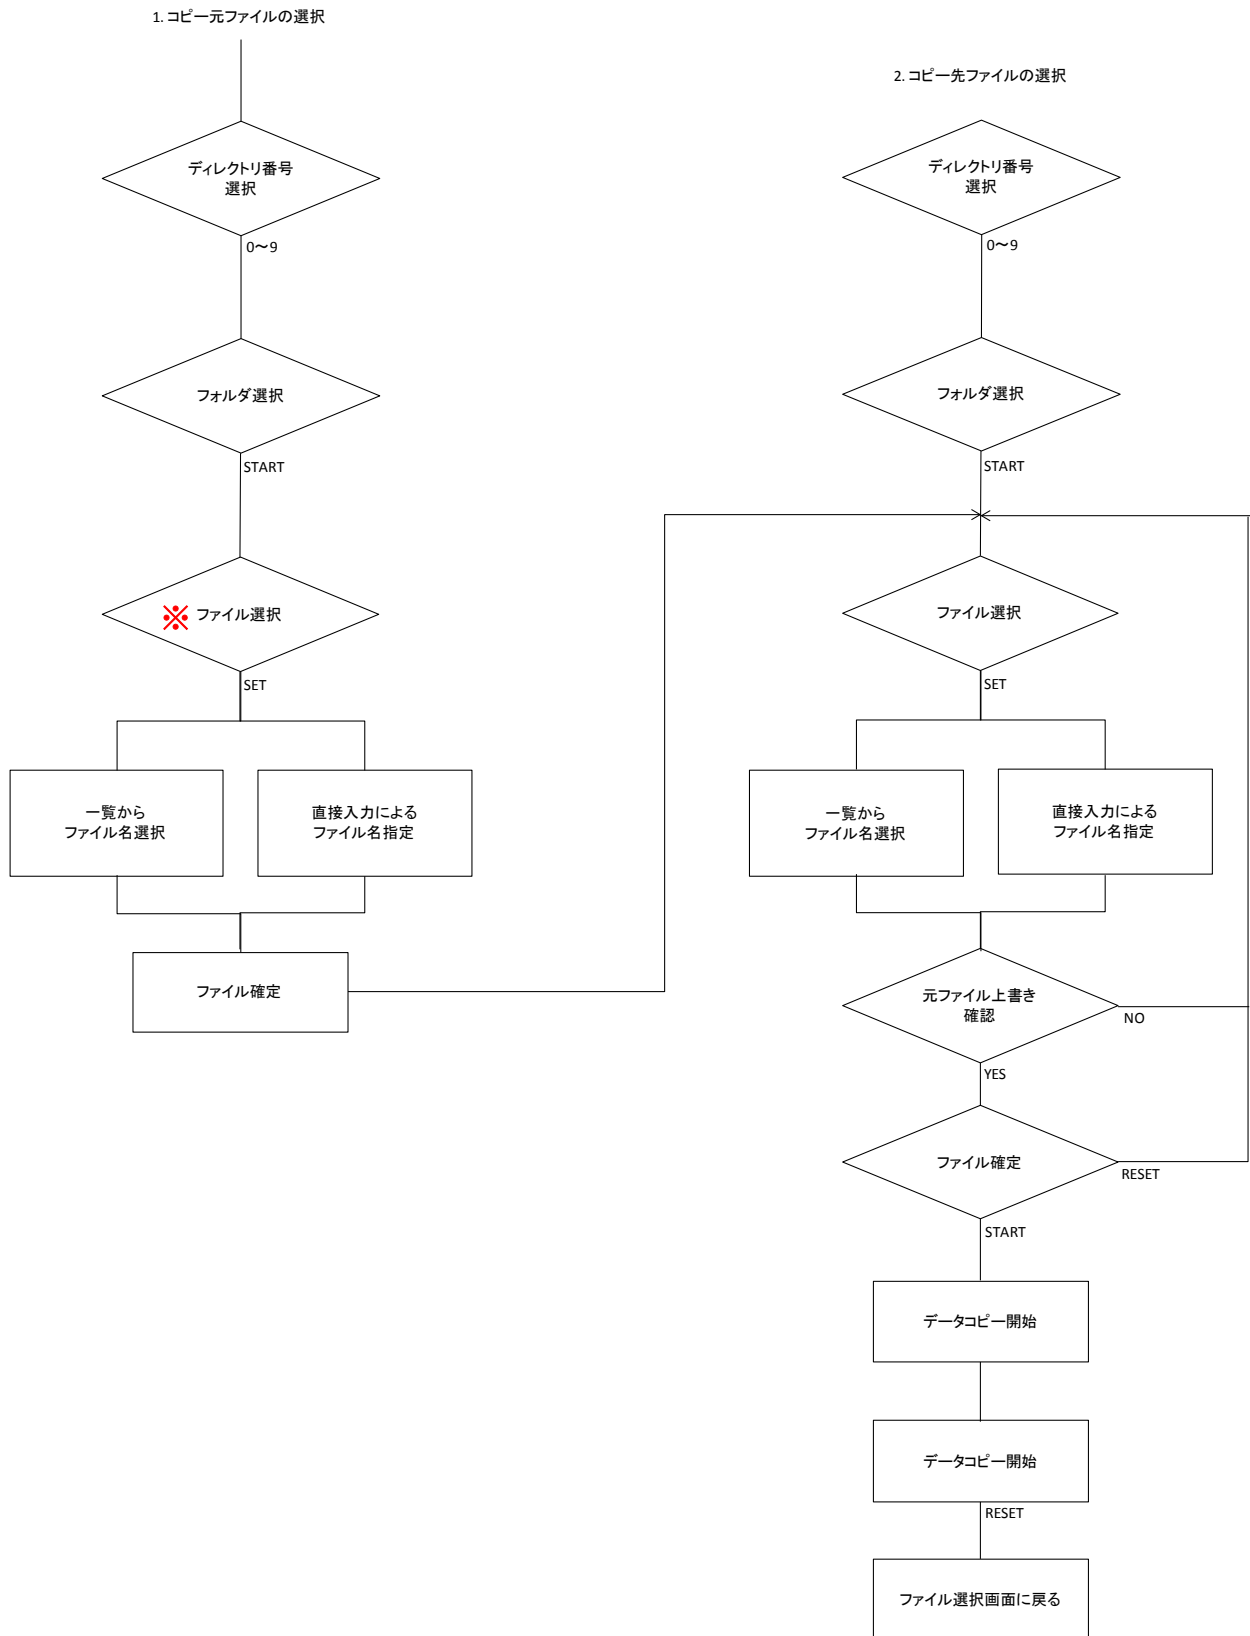 1. コピー元ファイルの選択
ディレクトリ番号
選択
0～9
フォルダ選択
START
※ ファイル選択
SET
一覧から
ファイル名選択
直接入力による
ファイル名指定
ファイル確定
2. コピー先ファイルの選択
ディレクトリ番号
選択
0～9
フォルダ選択
START
ファイル選択
SET
一覧から
ファイル名選択
直接入力による
ファイル名指定
元ファイル上書き
確認
NO
YES
ファイル確定
RESET
START
データコピー開始
データコピー開始
RESET
ファイル選択画面に戻る